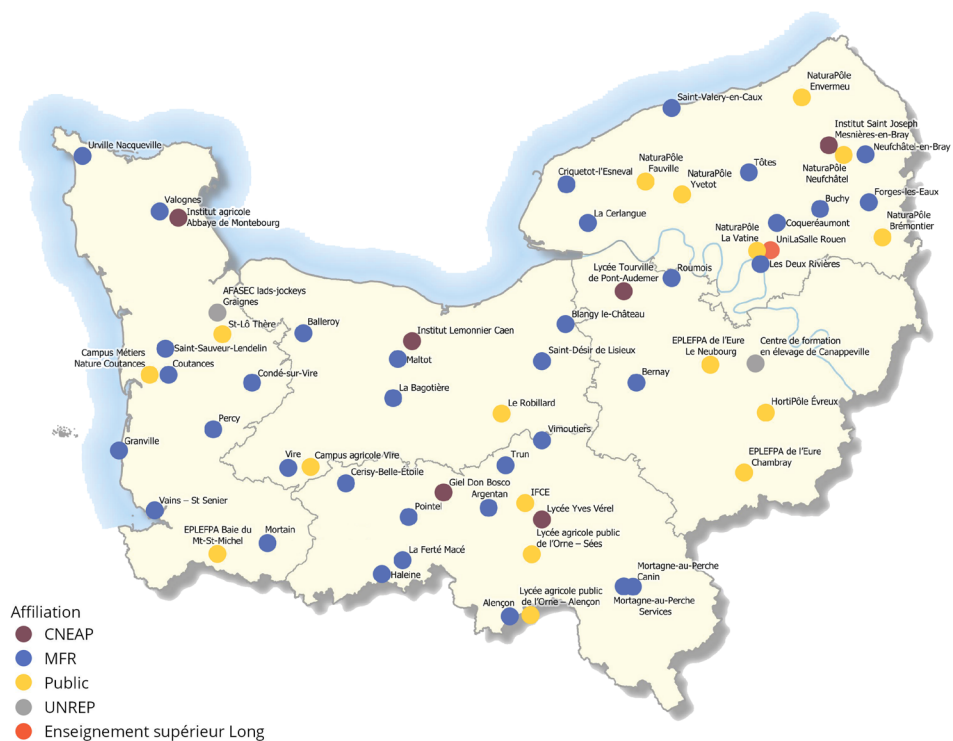 NaturaPôle
Envermeu
Saint-Valery-en-Caux
Institut Saint Joseph
Mesnières-en-Bray
Neufchâtel-en-Bray
Urville Nacqueville
NaturaPôle
Fauville
Tôtes
NaturaPôle
Neufchâtel
Criquetot-l'Esneval
NaturaPôle
Yvetot
Forges-les-Eaux
Valognes
Institut agricole
Abbaye de Montebourg
Buchy
La Cerlangue
Coqueréaumont
NaturaPôle
Brémontier
NaturaPôle
La Vatine
UniLaSalle Rouen
Les Deux Rivières
Lycée Tourville
de Pont-Audemer
Roumois
AFASEC lads-jockeys
Graignes
St-Lô Thère
Balleroy
Institut Lemonnier Caen
Blangy le-Château
Saint-Sauveur-Lendelin
Maltot
Saint-Désir de Lisieux
EPLEFPA de l'Eure
Le Neubourg
Centre de formation
en élevage de Canappeville
Campus Métiers
Nature Coutances
Coutances
Condé-sur-Vire
Bernay
La Bagotière
Le Robillard
HortiPôle Évreux
Percy
Vimoutiers
Granville
Vire
Campus agricole Vire
Trun
EPLEFPA de l'Eure
Chambray
Cerisy-Belle-Étoile
Giel Don Bosco
Argentan
IFCE
Vains – St Senier
Pointel
Lycée Yves Vérel
EPLEFPA Baie du
Mt-St-Michel
Mortain
Lycée agricole public
de l'Orne – Sées
La Ferté Macé
Haleine
Mortagne-au-Perche
Canin
Mortagne-au-Perche
Services
Alençon
Lycée agricole public
de l'Orne – Alençon
Affiliation
CNEAP
MFR
Public
UNREP
Enseignement supérieur Long